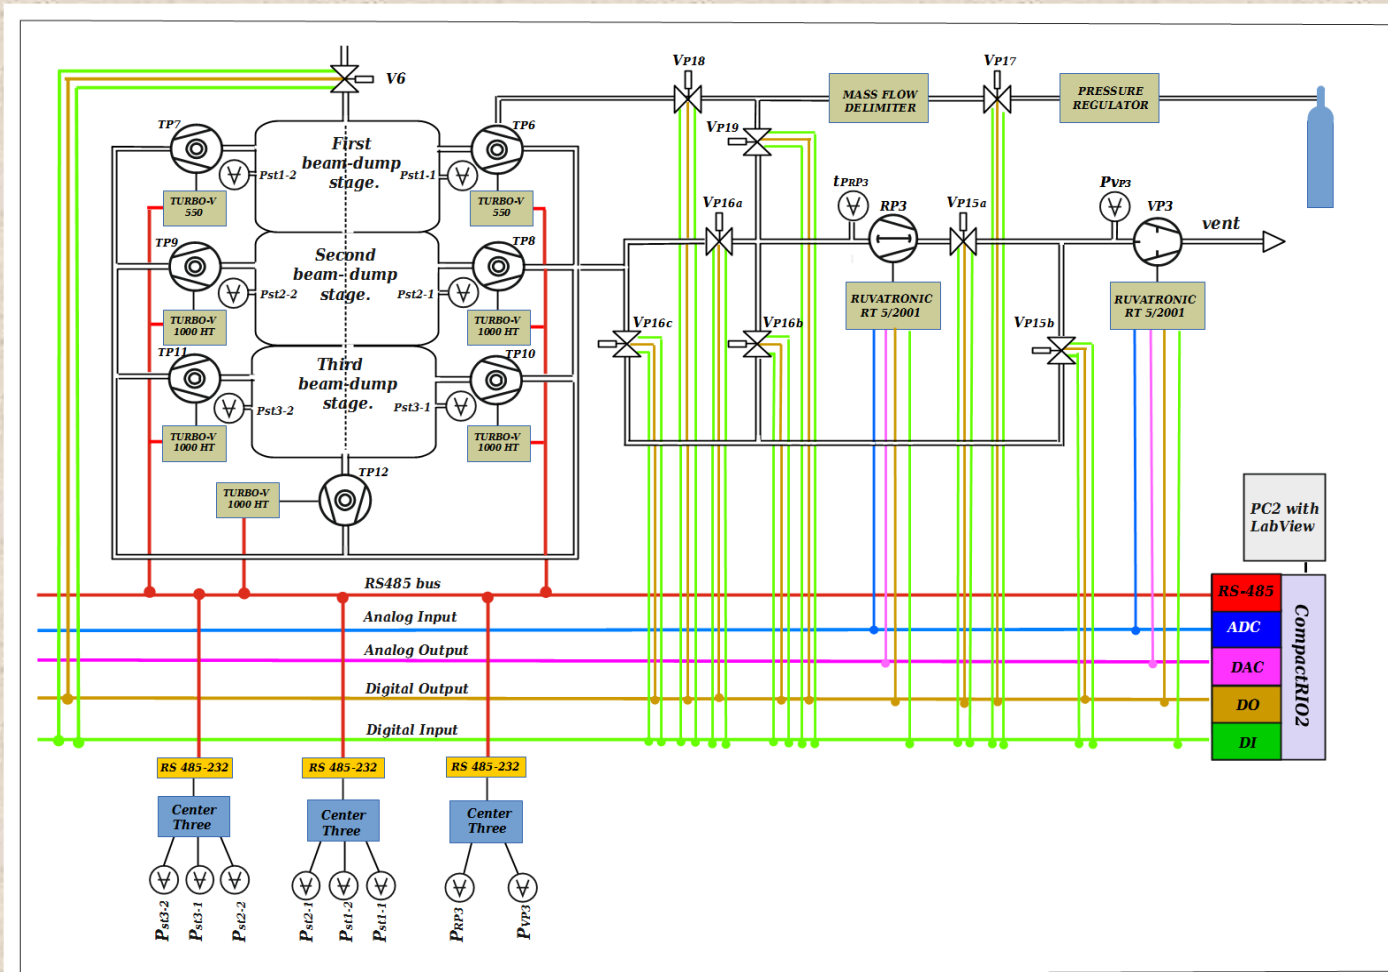 V6
VP18
VP17
MASS FLOW
DELIMITER
PRESSURE
REGULATOR
TP7
TP6
VP19
First
beam-dump
stage.
Pst1-2
Pst1-1
TURBO-V
550
TURBO-V
550
tPRP3
RP3
VP15a
PVP3
VP3
vent
VP16a
TP9
TP8
Second
beam-dump
stage.
Pst2-2
Pst2-1
TURBO-V
1000 HT
TURBO-V
1000 HT
RUVATRONIC
RT 5/2001
RUVATRONIC
RT 5/2001
VP16c
VP16b
VP15b
TP11
TP10
Third
beam-dump
stage.
Pst3-2
Pst3-1
TURBO-V
1000 HT
TURBO-V
1000 HT
TP12
TURBO-V
1000 HT
PC2 with
LabView
RS485 bus
Analog Input
Analog Output
Digital Output
Digital Input
RS-485
ADC
DAC
DO
DI
CompactRIO2
RS 485-232
RS 485-232
RS 485-232
Center
Three
Center
Three
Center
Three
Pst3-2
Pst3-1
Pst2-2
Pst2-1
Pst1-2
Pst1-1
PRP3
PVP3